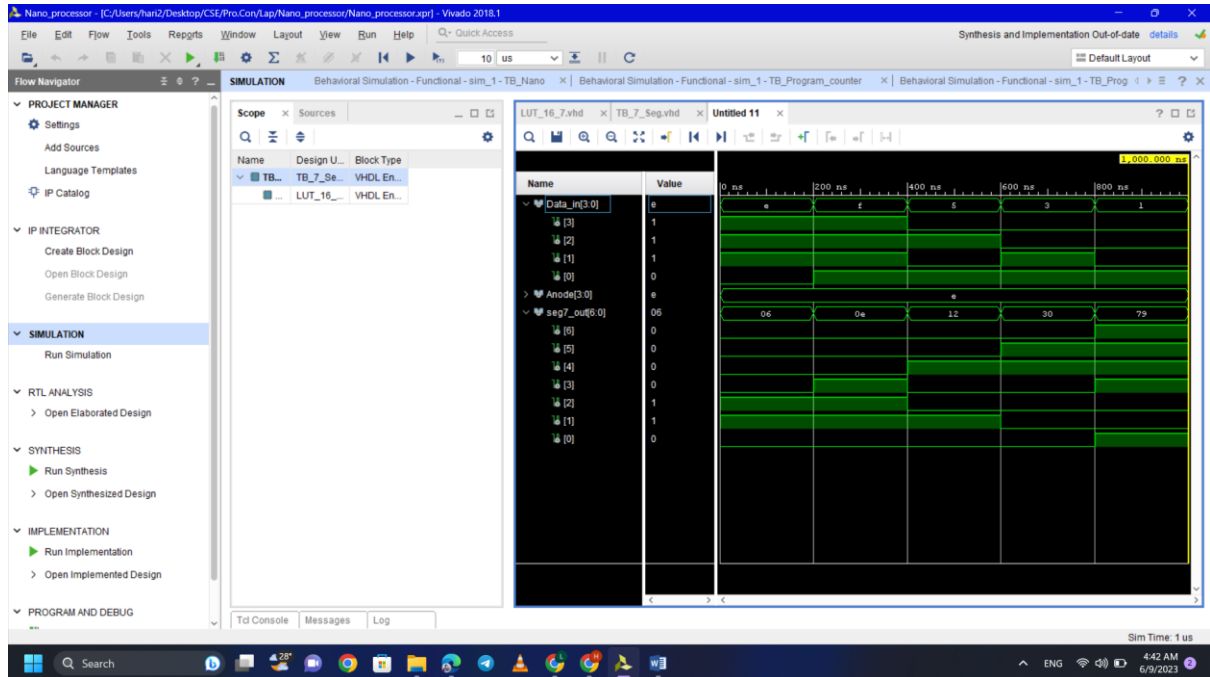 Nano_processor - [C:/Users/hari2/Desktop/CSE/Pro.Con/Lap/Nano_processor/Nano_processor.xpr] - Vivado 2018.1
File Edit Flow Tools Reports Window Layout View Run Help Quick Access
Synthesis and Implementation Out-of-date details
10 us
Default Layout
Flow Navigator
SIMULATION Behavioral Simulation - Functional - sim_1 - TB_Nano Behavioral Simulation - Functional - sim_1 - TB_Program_counter Behavioral Simulation - Functional - sim_1 - TB_Prog
PROJECT MANAGER
Settings
Add Sources
Language Templates
IP Catalog
IP INTEGRATOR
Create Block Design
Open Block Design
Generate Block Design
SIMULATION
Run Simulation
RTL ANALYSIS
Open Elaborated Design
SYNTHESIS
Run Synthesis
Open Synthesized Design
IMPLEMENTATION
Run Implementation
Open Implemented Design
PROGRAM AND DEBUG
Scope Sources
Name Design U... Block Type
TB... TB_7_Se... VHDL En...
... LUT_16_... VHDL En...
LUT_16_7.vhd TB_7_Seg.vhd Untitled 11
1,000.000 ns
Name Value 0 ns 200 ns 400 ns 600 ns 800 ns
Data_in[3:0] e e f 5 3 1
[3] 1
[2] 1
[1] 1
[0] 0
Anode[3:0] e e
seg7_out[6:0] 06 06 0e 12 30 79
[6] 0
[5] 0
[4] 0
[3] 0
[2] 1
[1] 1
[0] 0
Tcl Console Messages Log
Sim Time: 1 us
28°
Search
ENG
4:42 AM
6/9/2023
2